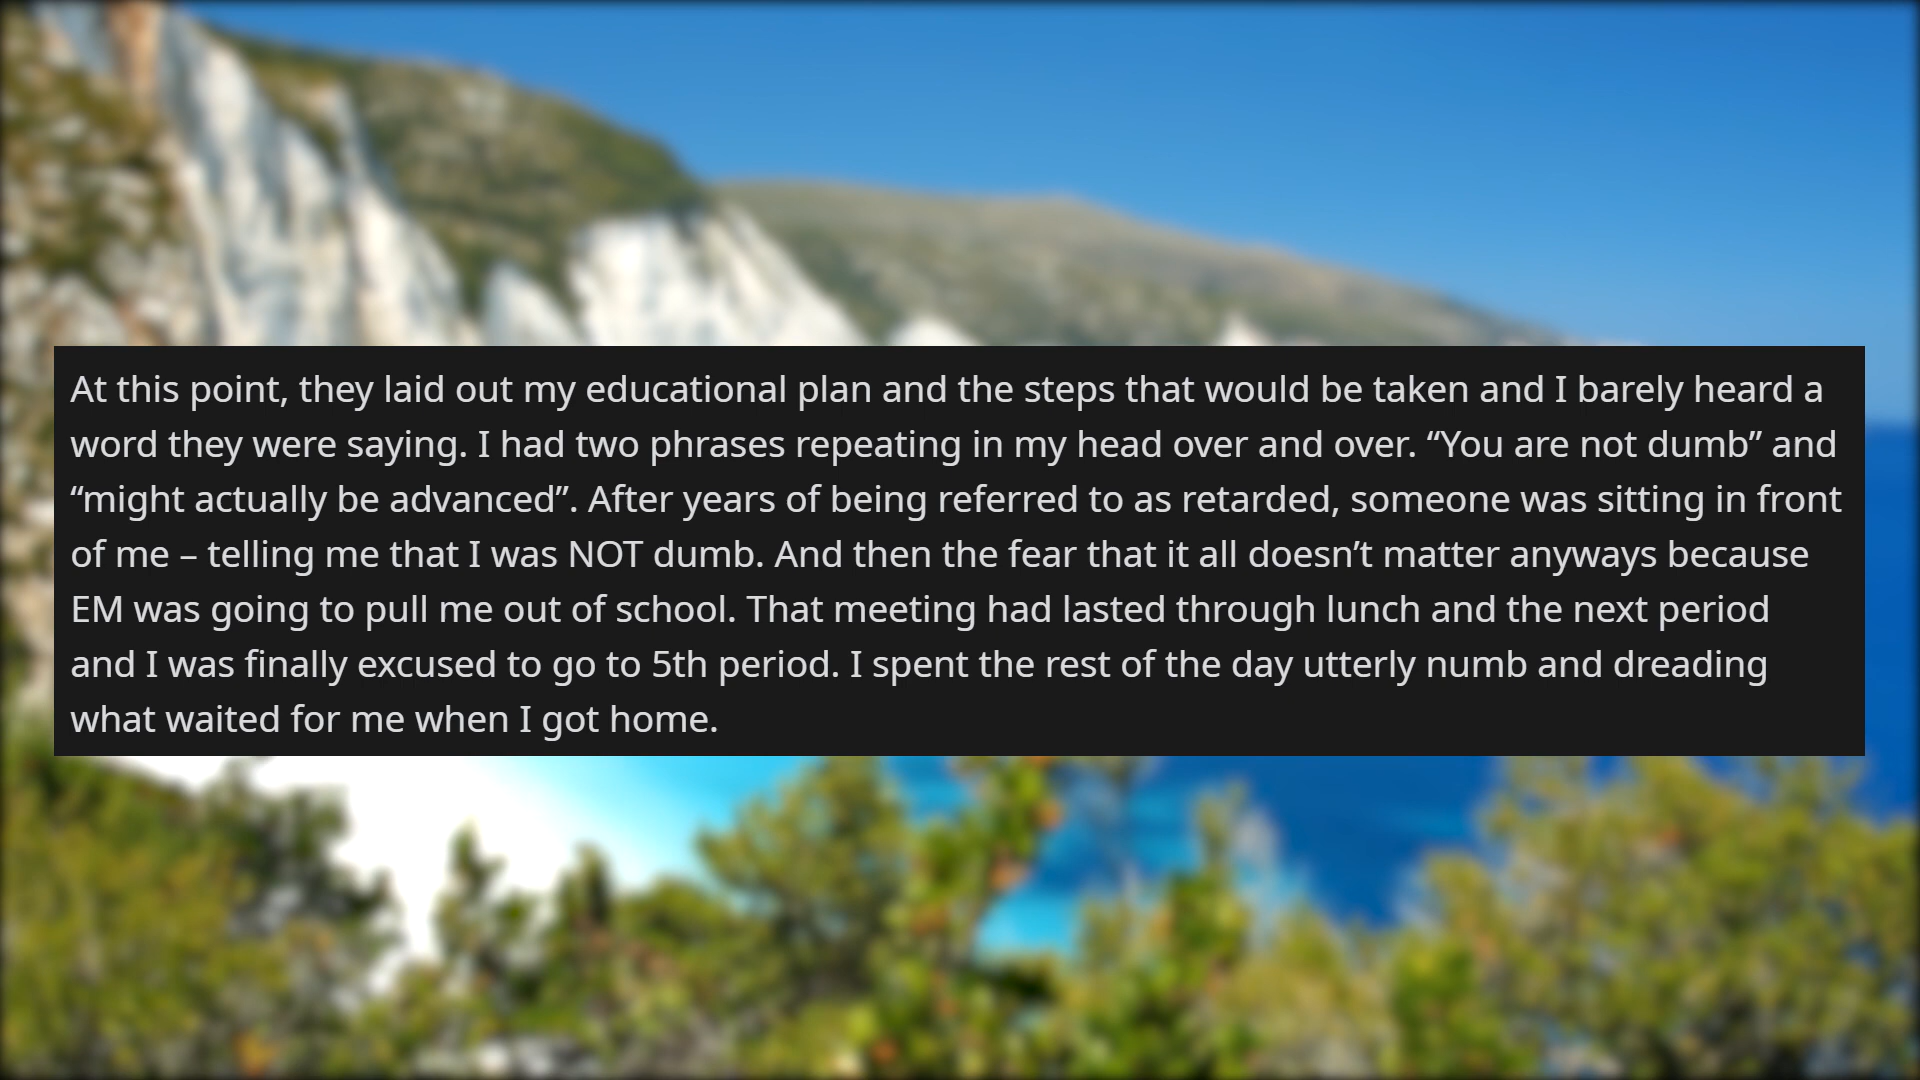 At this point, they laid out my educational plan and the steps that would be taken and I barely heard a
word they were saying. I had two phrases repeating in my head over and over. “You are not dumb” and
“might actually be advanced”. After years of being referred to as retarded, someone was sitting in front
of me – telling me that I was NOT dumb. And then the fear that it all doesn’t matter anyways because
EM was going to pull me out of school. That meeting had lasted through lunch and the next period
and I was finally excused to go to 5th period. I spent the rest of the day utterly numb and dreading
what waited for me when I got home.